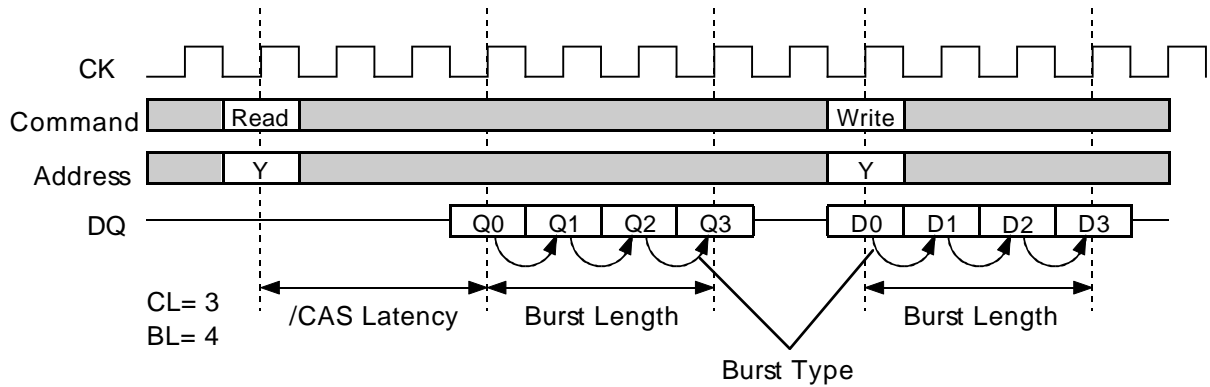 CK
Command Read Write
Address Y Y
DQ Q0 Q1 Q2 Q3 D0 D1 D2 D3
CL= 3
BL= 4
/CAS Latency Burst Length Burst Length
Burst Type